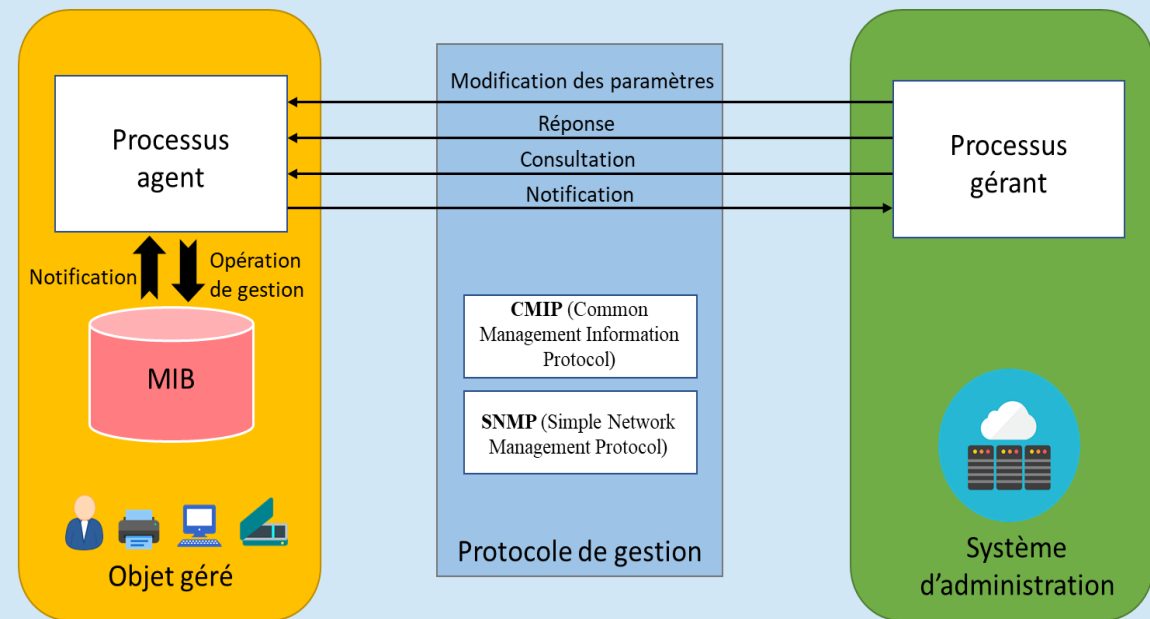 Processus
agent
Notification
Opération
de gestion
MIB
Objet géré
Modification des paramètres
Réponse
Consultation
Notification
CMIP (Common
Management Information
Protocol)
SNMP (Simple Network
Management Protocol)
Protocole de gestion
Processus
gérant
Système
d’administration